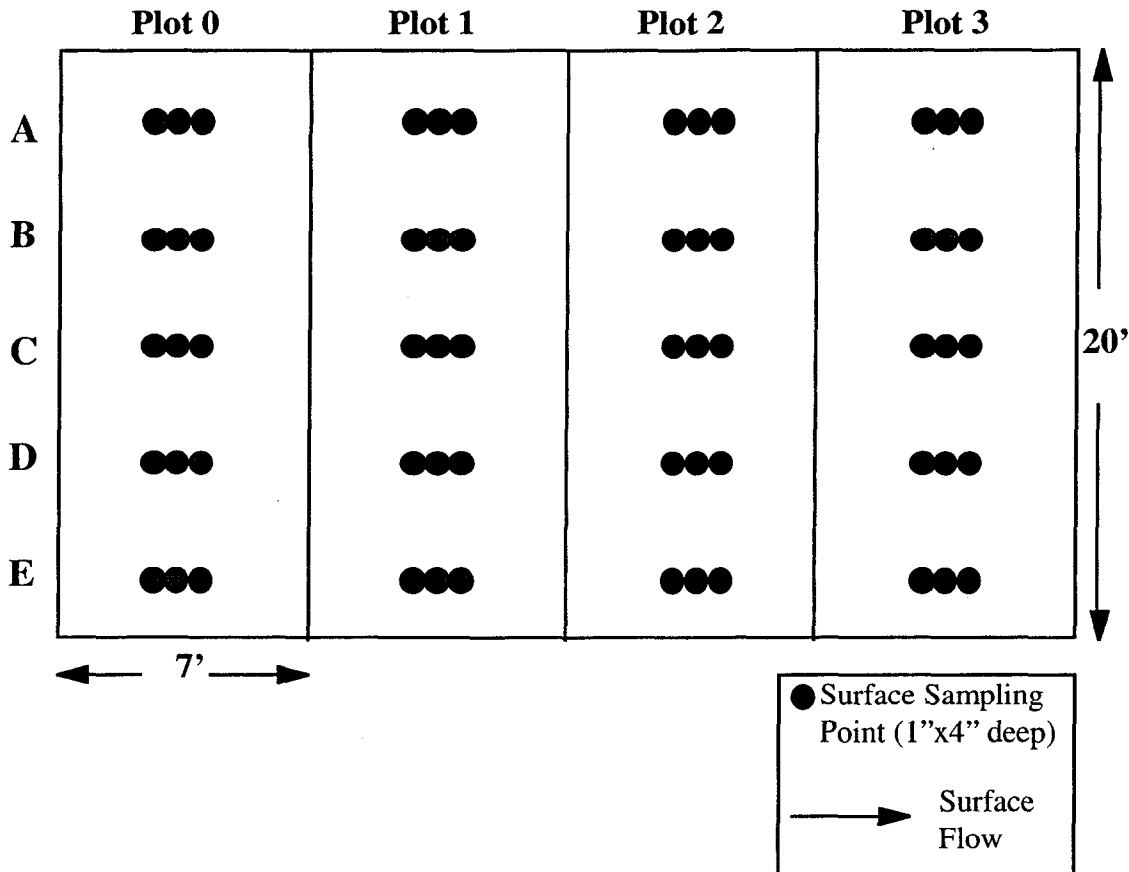 Plot 0 Plot 1 Plot 2 Plot 3
A
B
C
20’
D
E
7’
Surface Sampling
Point (1”x4” deep)
Surface
Flow